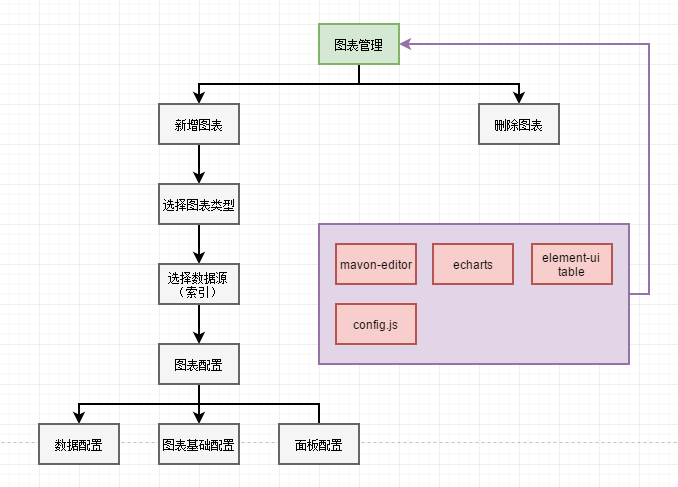 图表管理
新增图表
删除图表
选择图表类型
选择数据源
（索引）
图表配置
数据配置
图表基础配置
面板配置
mavon-editor
echarts
element-ui
table
config.js